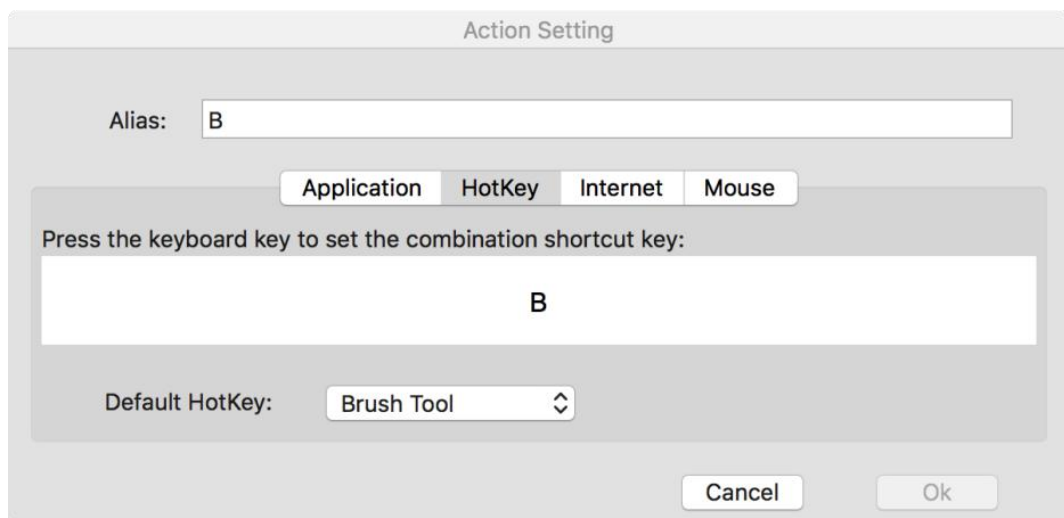 Action Setting
Alias: B
Application HotKey Internet Mouse
Press the keyboard key to set the combination shortcut key:
B
Default HotKey: Brush Tool
Cancel Ok